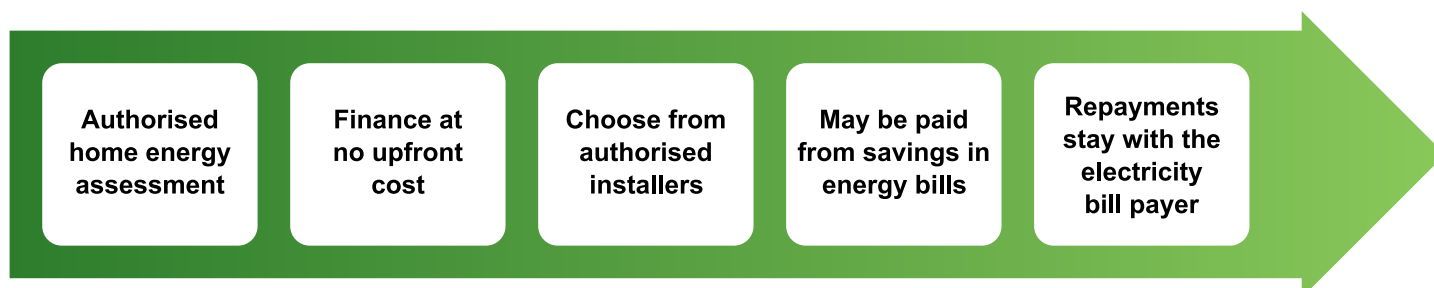 Authorised
home energy
assessment
Finance at
no upfront
cost
Choose from
authorised
installers
May be paid
from savings in
energy bills
Repayments
stay with the
electricity
bill payer